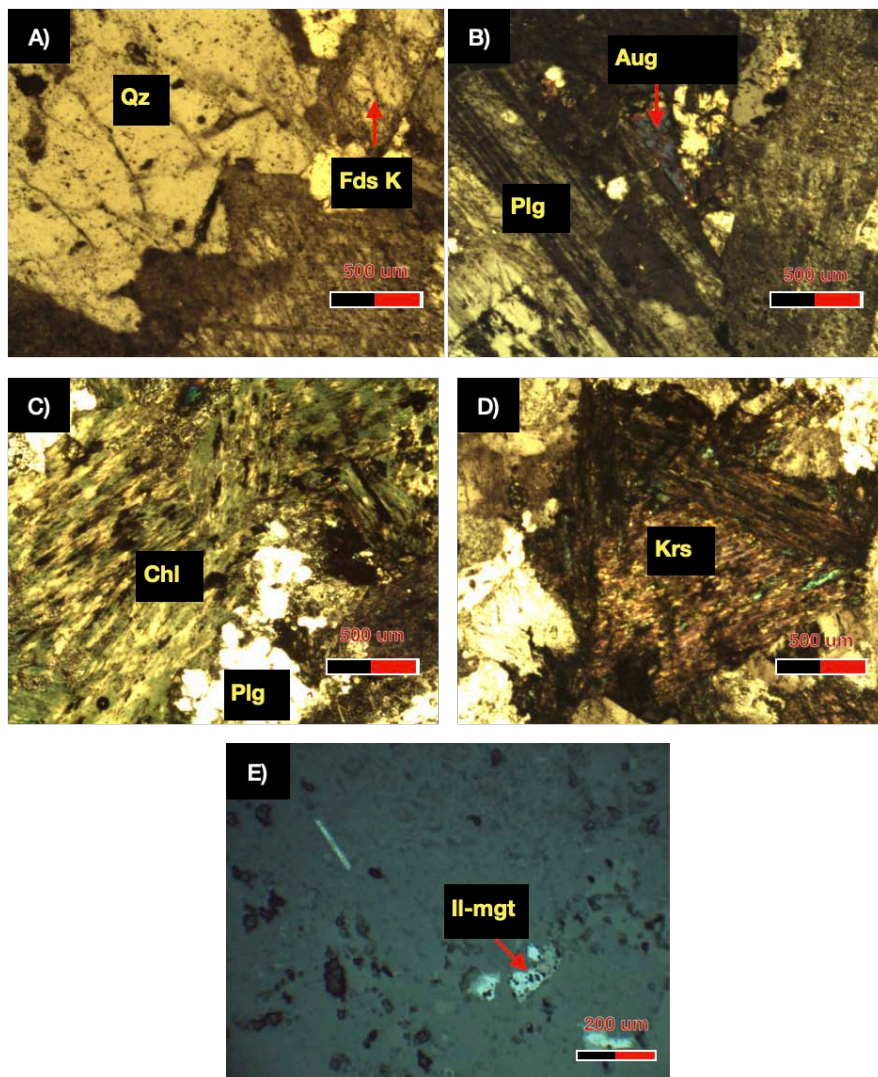 A)
Qz
Fds K
500 um
B)
Aug
Plg
500 um
C)
Chl
Plg
500 um
D)
Krs
500 um
E)
Il-mgt
200 um